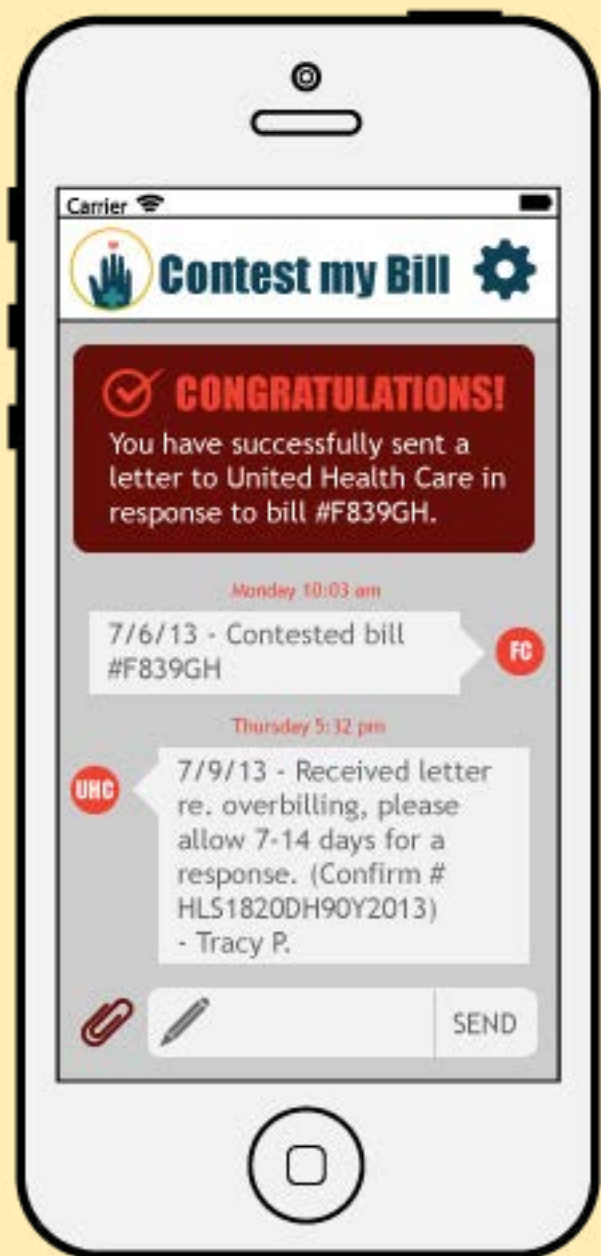 Carrier
Contest my Bill
CONGRATULATIONS!
You have successfully sent a
letter to United Health Care in
response to bill #F839GH.
Monday 10:03 am
7/6/13 - Contested bill
#F839GH
FC
Thursday 5:32 pm
UHC
7/9/13 - Received letter
re. overbilling, please
allow 7-14 days for a
response. (Confirm #
HLS1820DH90Y2013)
- Tracy P.
SEND